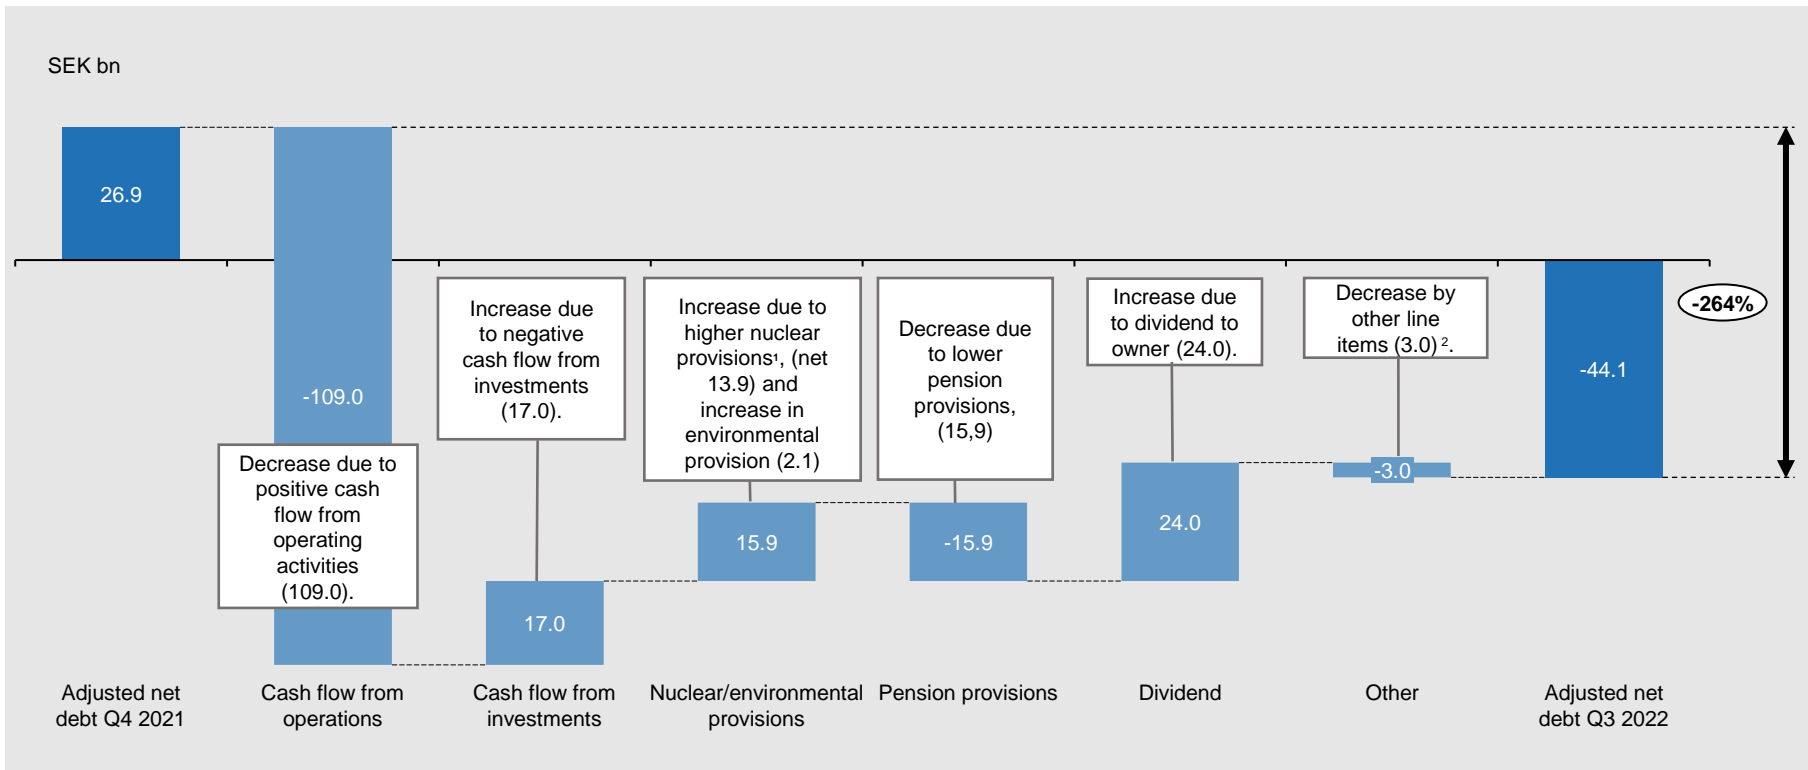 SEK bn
26.9
-109.0
Decrease due to
positive cash
flow from
operating
activities
(109.0).
Increase due
to negative
cash flow from
investments
(17.0).
17.0
Increase due to
higher nuclear
provisions¹, (net
13.9) and
increase in
environmental
provision (2.1)
15.9
Decrease due
to lower
pension
provisions,
(15,9)
-15.9
Increase due
to dividend to
owner (24.0).
24.0
Decrease by
other line
items (3.0) ².
-3.0
-44.1
-264%
Adjusted net
debt Q4 2021
Cash flow from
operations
Cash flow from
investments
Nuclear/environmental
provisions
Pension provisions
Dividend
Other
Adjusted net
debt Q3 2022